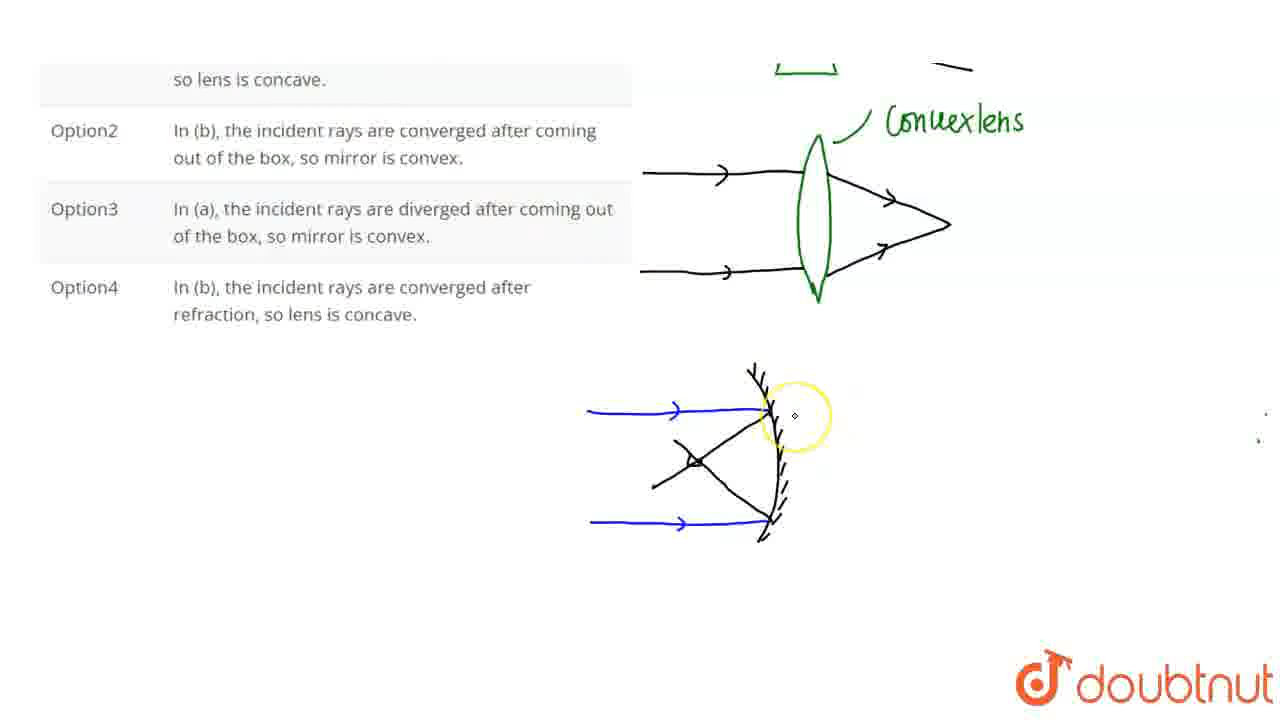 so lens is concave.
Convexlens
Option2 In (b), the incident rays are converged after coming
out of the box, so mirror is convex.
Option3 In (a), the incident rays are diverged after coming out
of the box, so mirror is convex.
Option4 In (b), the incident rays are converged after
refraction, so lens is concave.
doubtnut